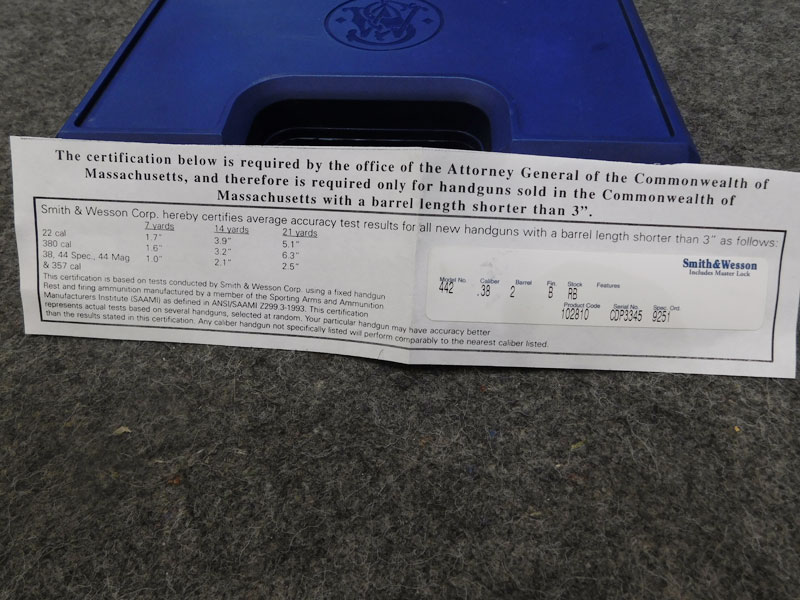 The certification below is required by the office of the Attorney General of the Commonwealth of
Massachusetts, and therefore is required only for handguns sold in the Commonwealth of
Massachusetts with a barrel length shorter than 3”.
Smith & Wesson Corp. hereby certifies average accuracy test results for all new handguns with a barrel length shorter than 3” as follows:
7 yards 14 yards 21 yards
22 cal 1.7” 3.9” 5.1”
380 cal 1.6” 3.2” 6.3”
38, 44 Spec., 44 Mag 1.0” 2.1” 2.5”
& 357 cal
This certification is based on tests conducted by Smith & Wesson Corp. using a fixed handgun
Rest and firing ammunition manufactured by a member of the Sporting Arms and Ammunition
Manufacturers Institute (SAAMI) as defined in ANSI/SAAMI Z299.3-1993. This certification
represents actual tests based on several handguns, selected at random. Your particular handgun may have accuracy better
than the results stated in this certification. Any caliber handgun not specifically listed will perform comparably to the nearest caliber listed.
Smith & Wesson
Includes Master Lock
Model No. Caliber Barrel Fin. Stock Features
442 .38 2 B RB
Product Code Serial No. Spec. Ord.
102810 CDP3345 9251